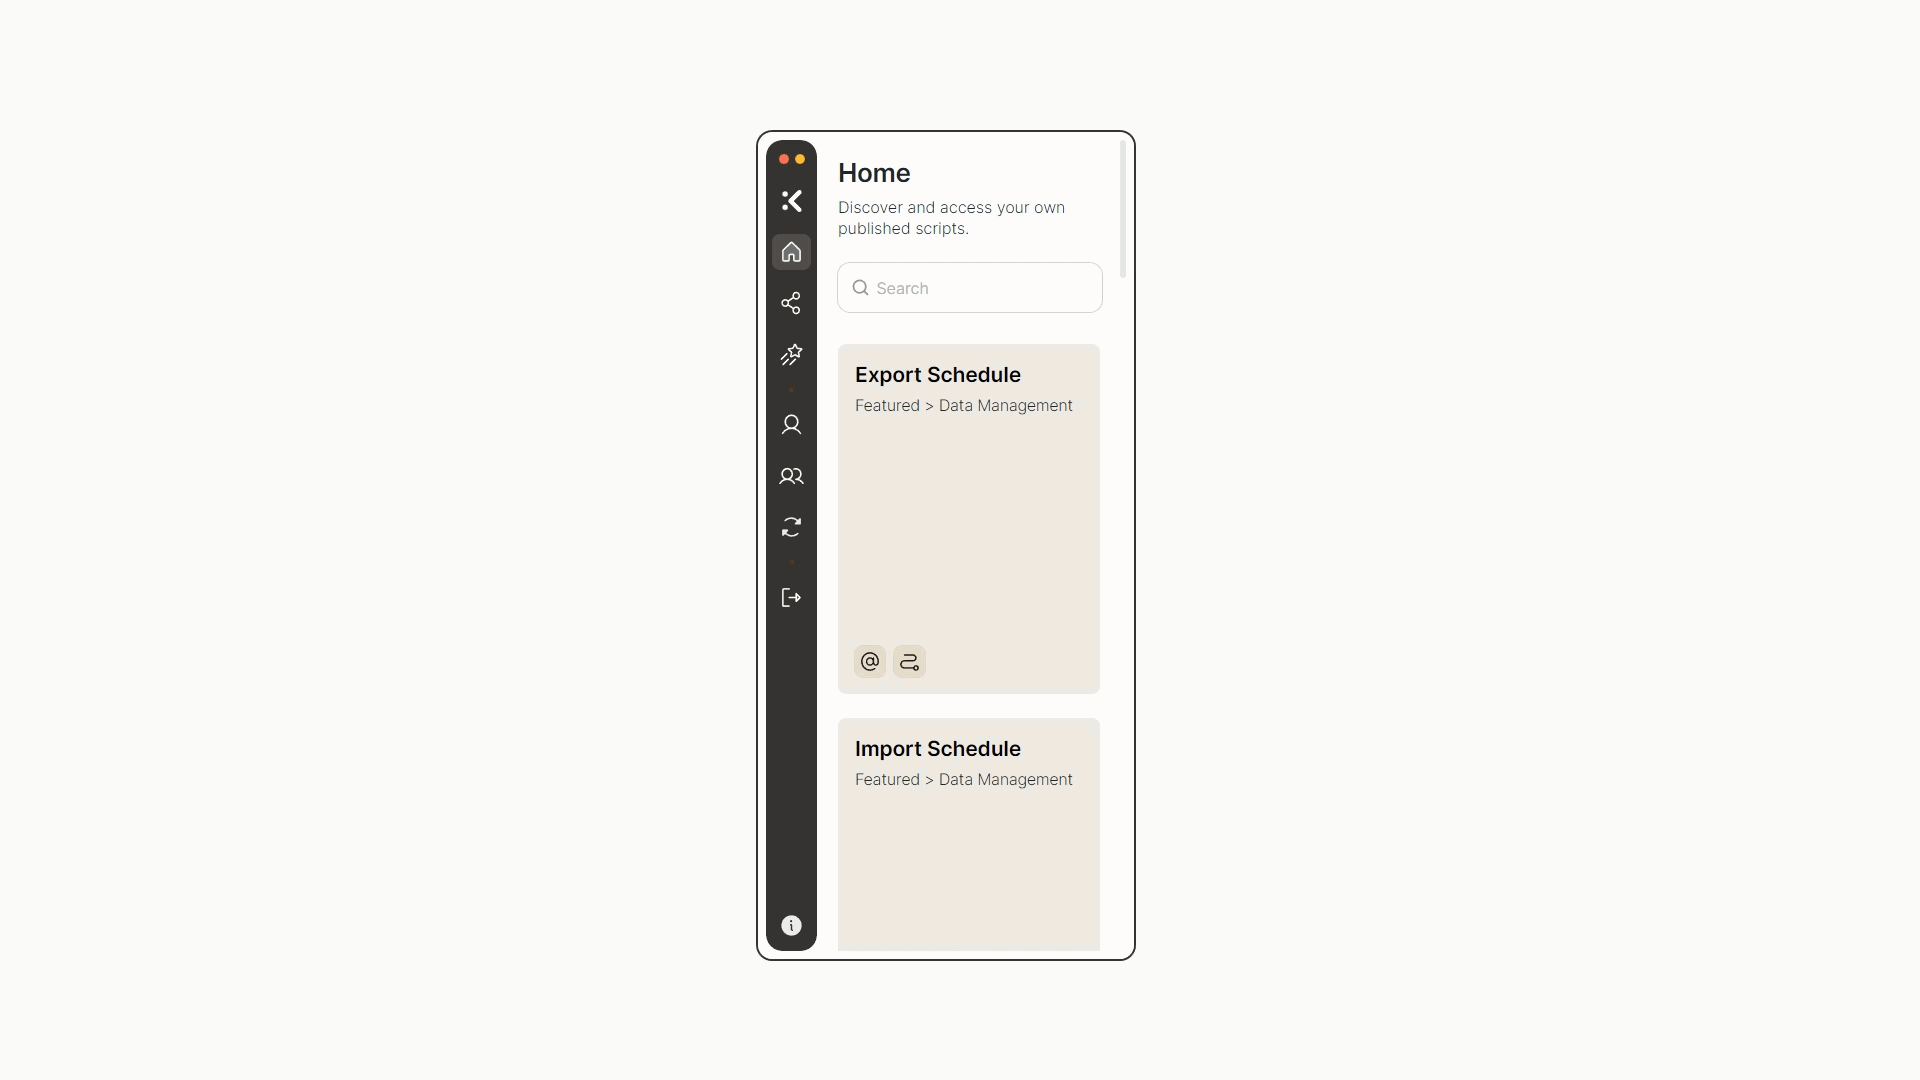 Home
Discover and access your own
published scripts.
Search
Export Schedule
Featured > Data Management
Import Schedule
Featured > Data Management